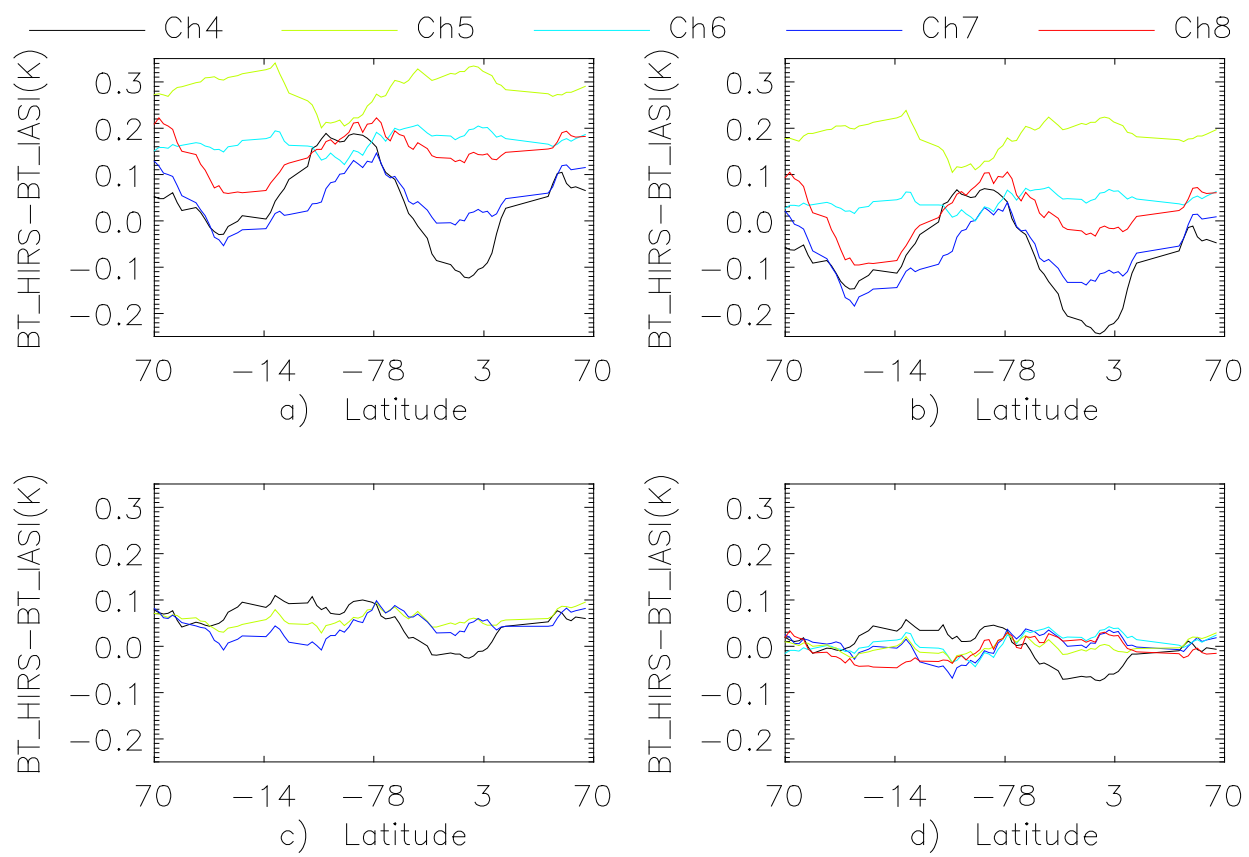 Ch4 Ch5 Ch6 Ch7 Ch8
BT_HIRS−BT_IASI(K)
0.3
0.2
0.1
0.0
−0.1
−0.2
70 −14 −78 3 70
a) Latitude
BT_HIRS−BT_IASI(K)
0.3
0.2
0.1
0.0
−0.1
−0.2
70 −14 −78 3 70
b) Latitude
BT_HIRS−BT_IASI(K)
0.3
0.2
0.1
0.0
−0.1
−0.2
70 −14 −78 3 70
c) Latitude
BT_HIRS−BT_IASI(K)
0.3
0.2
0.1
0.0
−0.1
−0.2
70 −14 −78 3 70
d) Latitude